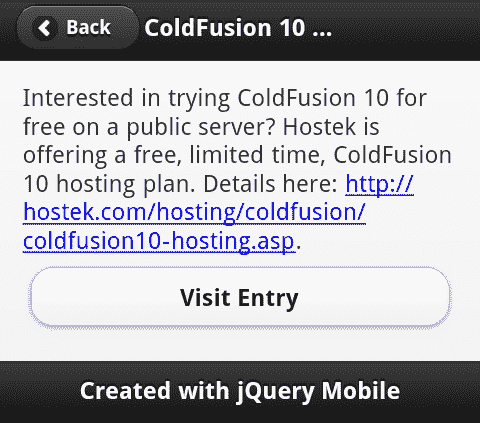 Back ColdFusion 10 ...
Interested in trying ColdFusion 10 for
free on a public server? Hostek is
offering a free, limited time, ColdFusion
10 hosting plan. Details here: http://
hostek.com/hosting/coldfusion/
coldfusion10-hosting.asp.
Visit Entry
Created with jQuery Mobile